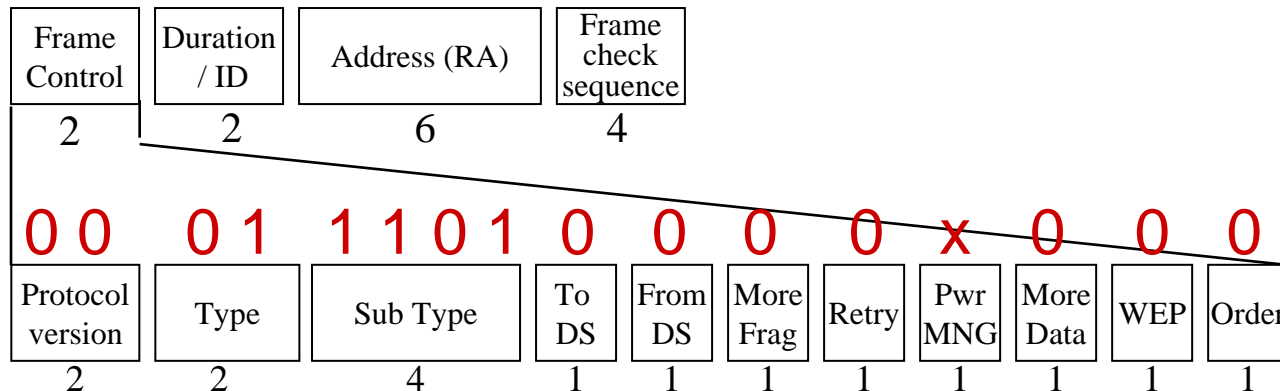 Frame Control Duration / ID Address (RA) Frame check sequence
2 2 6 4
0 0 0 1 1 1 0 1 0 0 0 0 x 0 0 0
Protocol version Type Sub Type To DS From DS More Frag Retry Pwr MNG More Data WEP Order
2 2 4 1 1 1 1 1 1 1 1